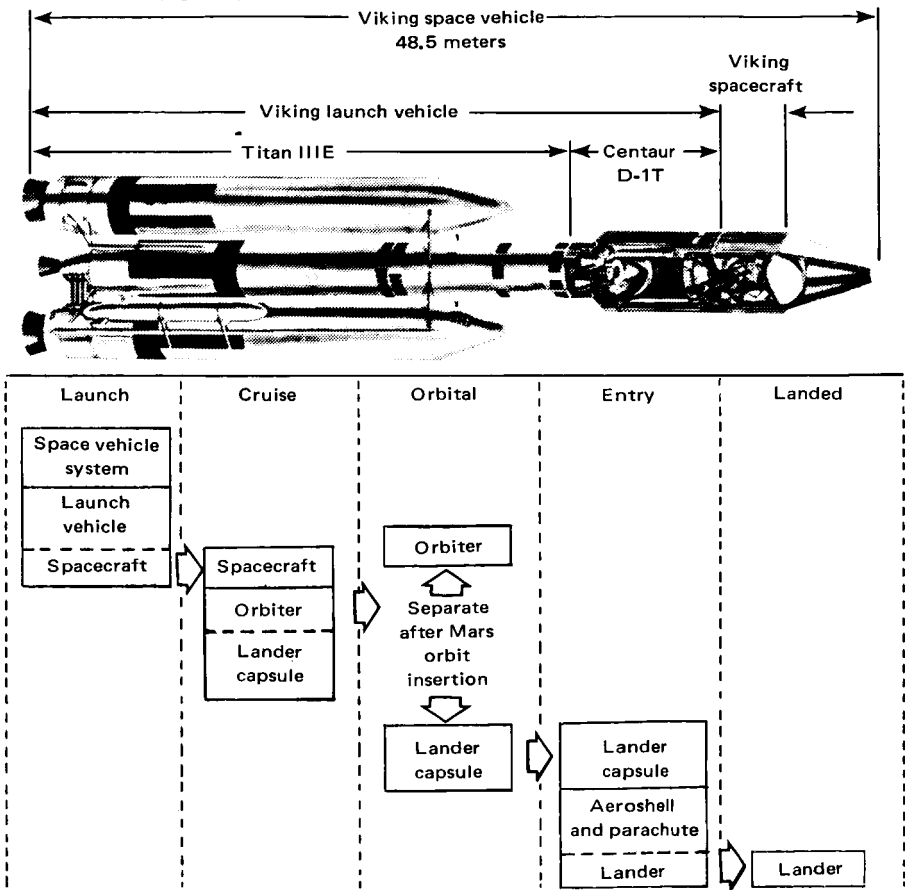 Viking space vehicle
48.5 meters
Viking
spacecraft
Viking launch vehicle
Titan IIIE
Centaur
D-1T
Launch
Cruise
Orbital
Entry
Landed
Space vehicle
system
Launch
vehicle
Spacecraft
Spacecraft
Orbiter
Lander
capsule
Orbiter
Separate
after Mars
orbit
insertion
Lander
capsule
Lander
capsule
Aeroshell
and parachute
Lander
Lander